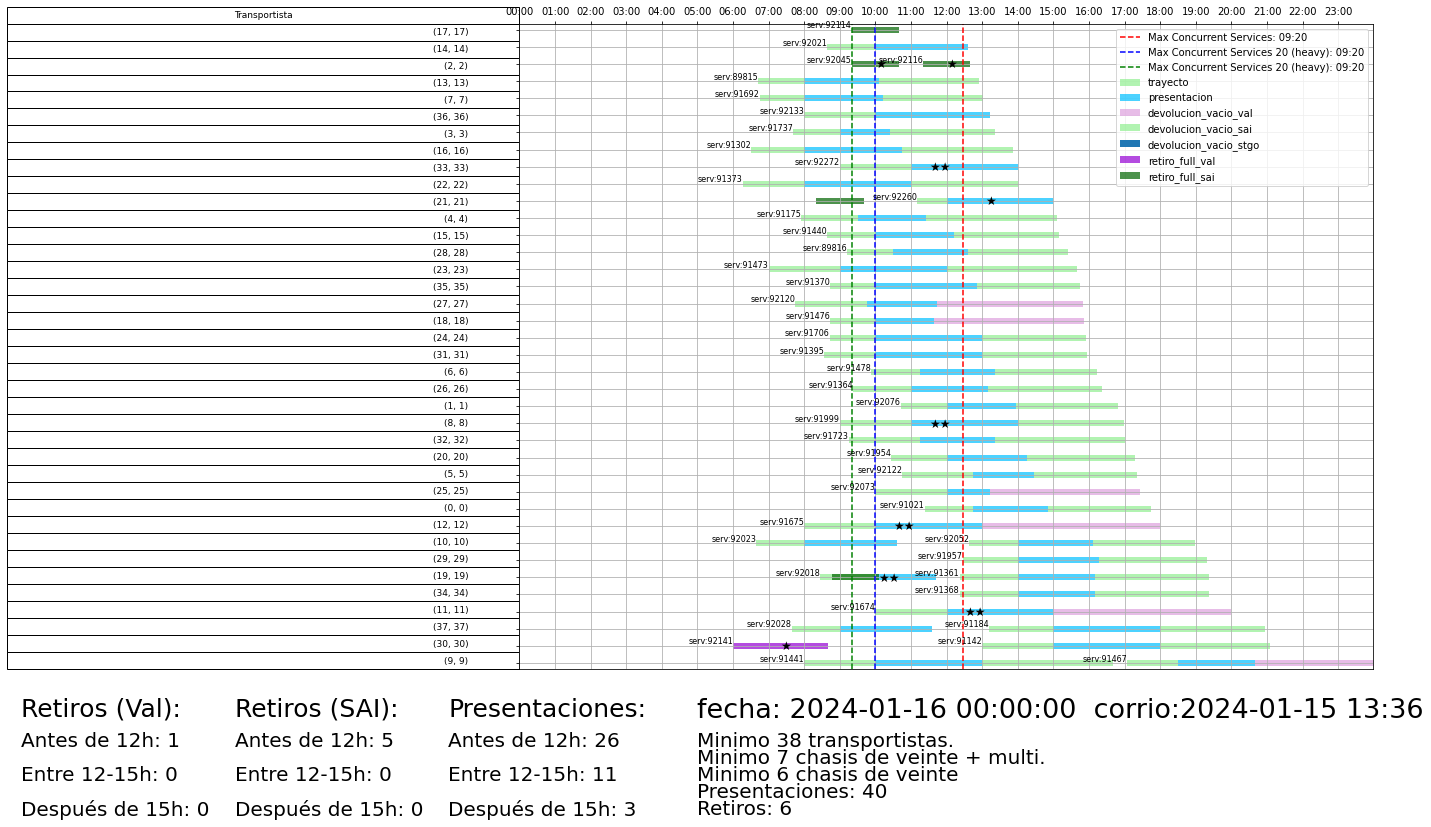 Transportista
00:00 01:00 02:00 03:00 04:00 05:00 06:00 07:00 08:00 09:00 10:00 11:00 12:00 13:00 14:00 15:00 16:00 17:00 18:00 19:00 20:00 21:00 22:00 23:00
(17, 17) serv:92114
(14, 14) serv:92021
(2, 2) serv:92045 serv:92116
(13, 13) serv:89815
(7, 7) serv:91692
(36, 36) serv:92133
(3, 3) serv:91737
(16, 16) serv:91302
(33, 33) serv:92272
(22, 22) serv:91373
(21, 21) serv:92260
(4, 4) serv:91175
(15, 15) serv:91440
(28, 28) serv:89816
(23, 23) serv:91473
(35, 35) serv:91370
(27, 27) serv:92120
(18, 18) serv:91476
(24, 24) serv:91706
(31, 31) serv:91395
(6, 6) serv:91478
(26, 26) serv:91364
(1, 1) serv:92076
(8, 8) serv:91999
(32, 32) serv:91723
(20, 20) serv:91954
(5, 5) serv:92122
(25, 25) serv:92073
(0, 0) serv:91021
(12, 12) serv:91675
(10, 10) serv:92023 serv:92052
(29, 29) serv:91957
(19, 19) serv:92018 serv:91361
(34, 34) serv:91368
(11, 11) serv:91674
(37, 37) serv:92028 serv:91184
(30, 30) serv:92141 serv:91142
(9, 9) serv:91441 serv:91467
Max Concurrent Services: 09:20
Max Concurrent Services 20 (heavy): 09:20
Max Concurrent Services 20 (heavy): 09:20
trayecto
presentacion
devolucion_vacio_val
devolucion_vacio_sai
devolucion_vacio_stgo
retiro_full_val
retiro_full_sai
Retiros (Val):
Antes de 12h: 1
Entre 12-15h: 0
Después de 15h: 0
Retiros (SAI):
Antes de 12h: 5
Entre 12-15h: 0
Después de 15h: 0
Presentaciones:
Antes de 12h: 26
Entre 12-15h: 11
Después de 15h: 3
fecha: 2024-01-16 00:00:00 corrio:2024-01-15 13:36
Minimo 38 transportistas.
Minimo 7 chasis de veinte + multi.
Minimo 6 chasis de veinte
Presentaciones: 40
Retiros: 6